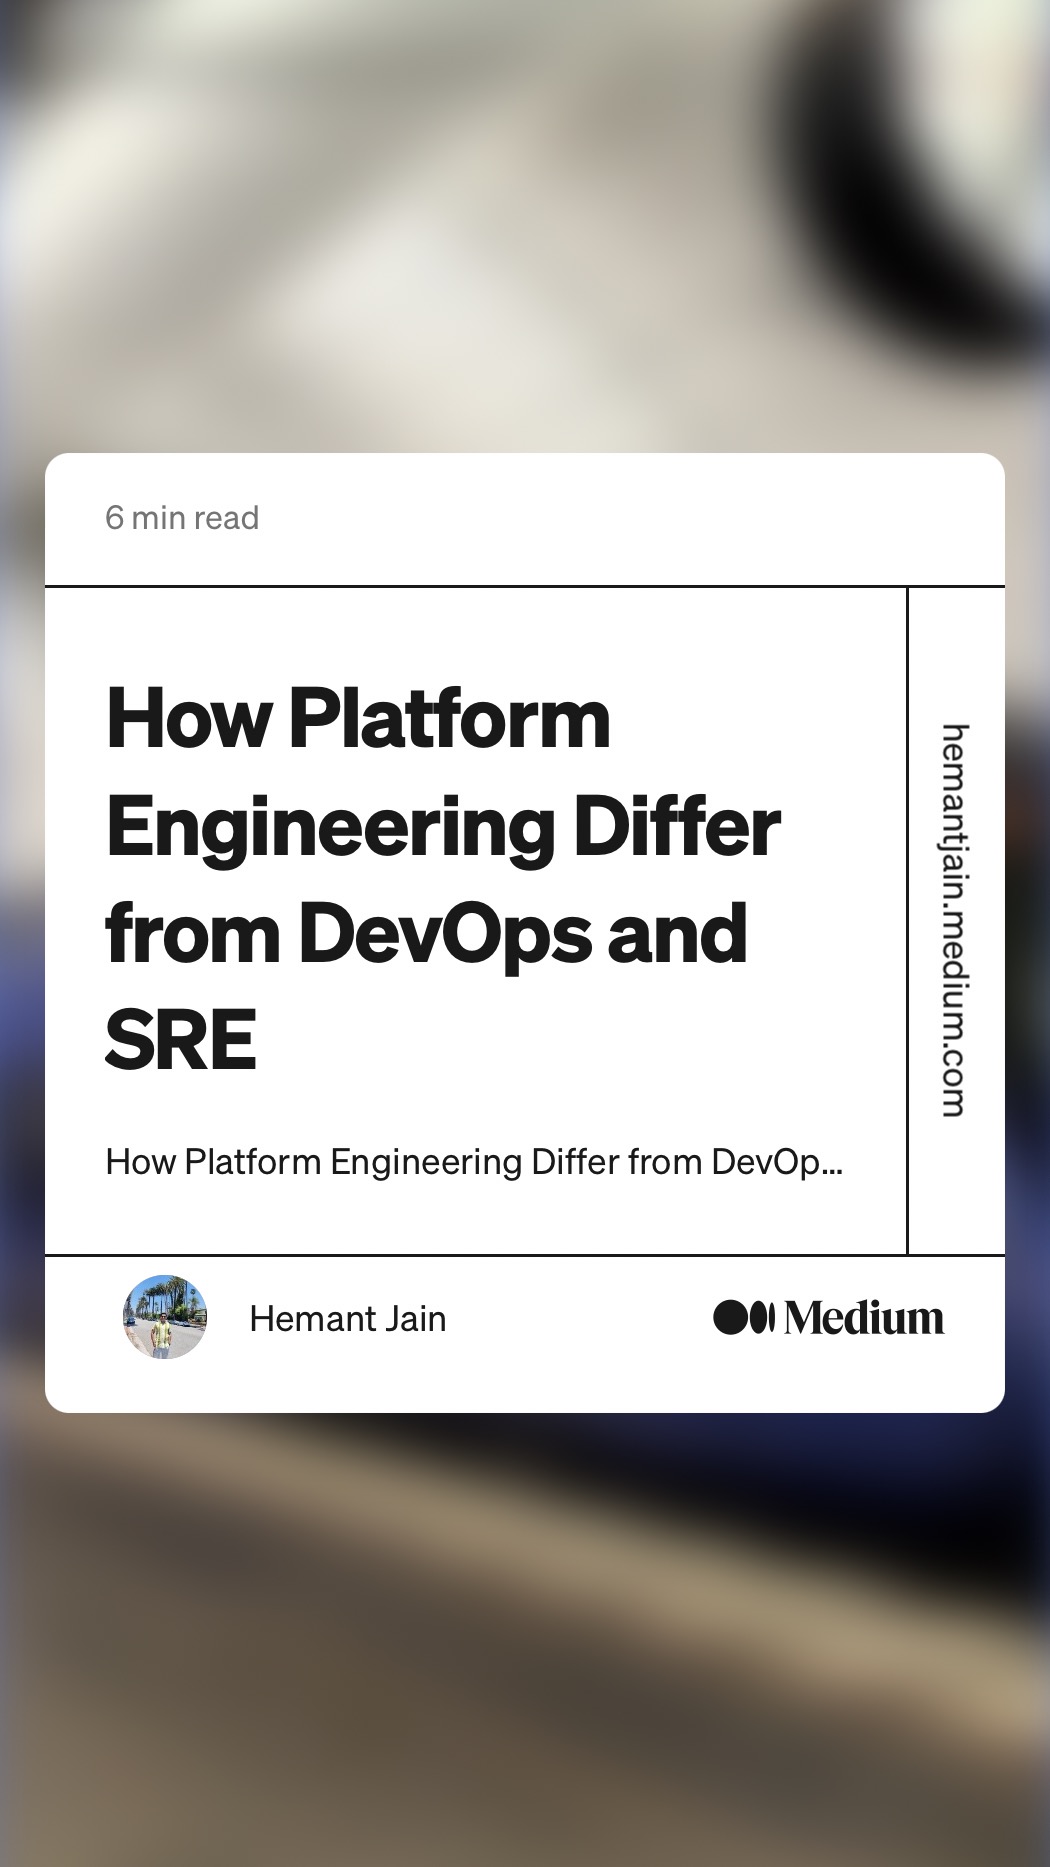 6 min read
How Platform
Engineering Differ
from DevOps and
SRE
How Platform Engineering Differ from DevOp...
hemantjain.medium.com
Hemant Jain
Medium